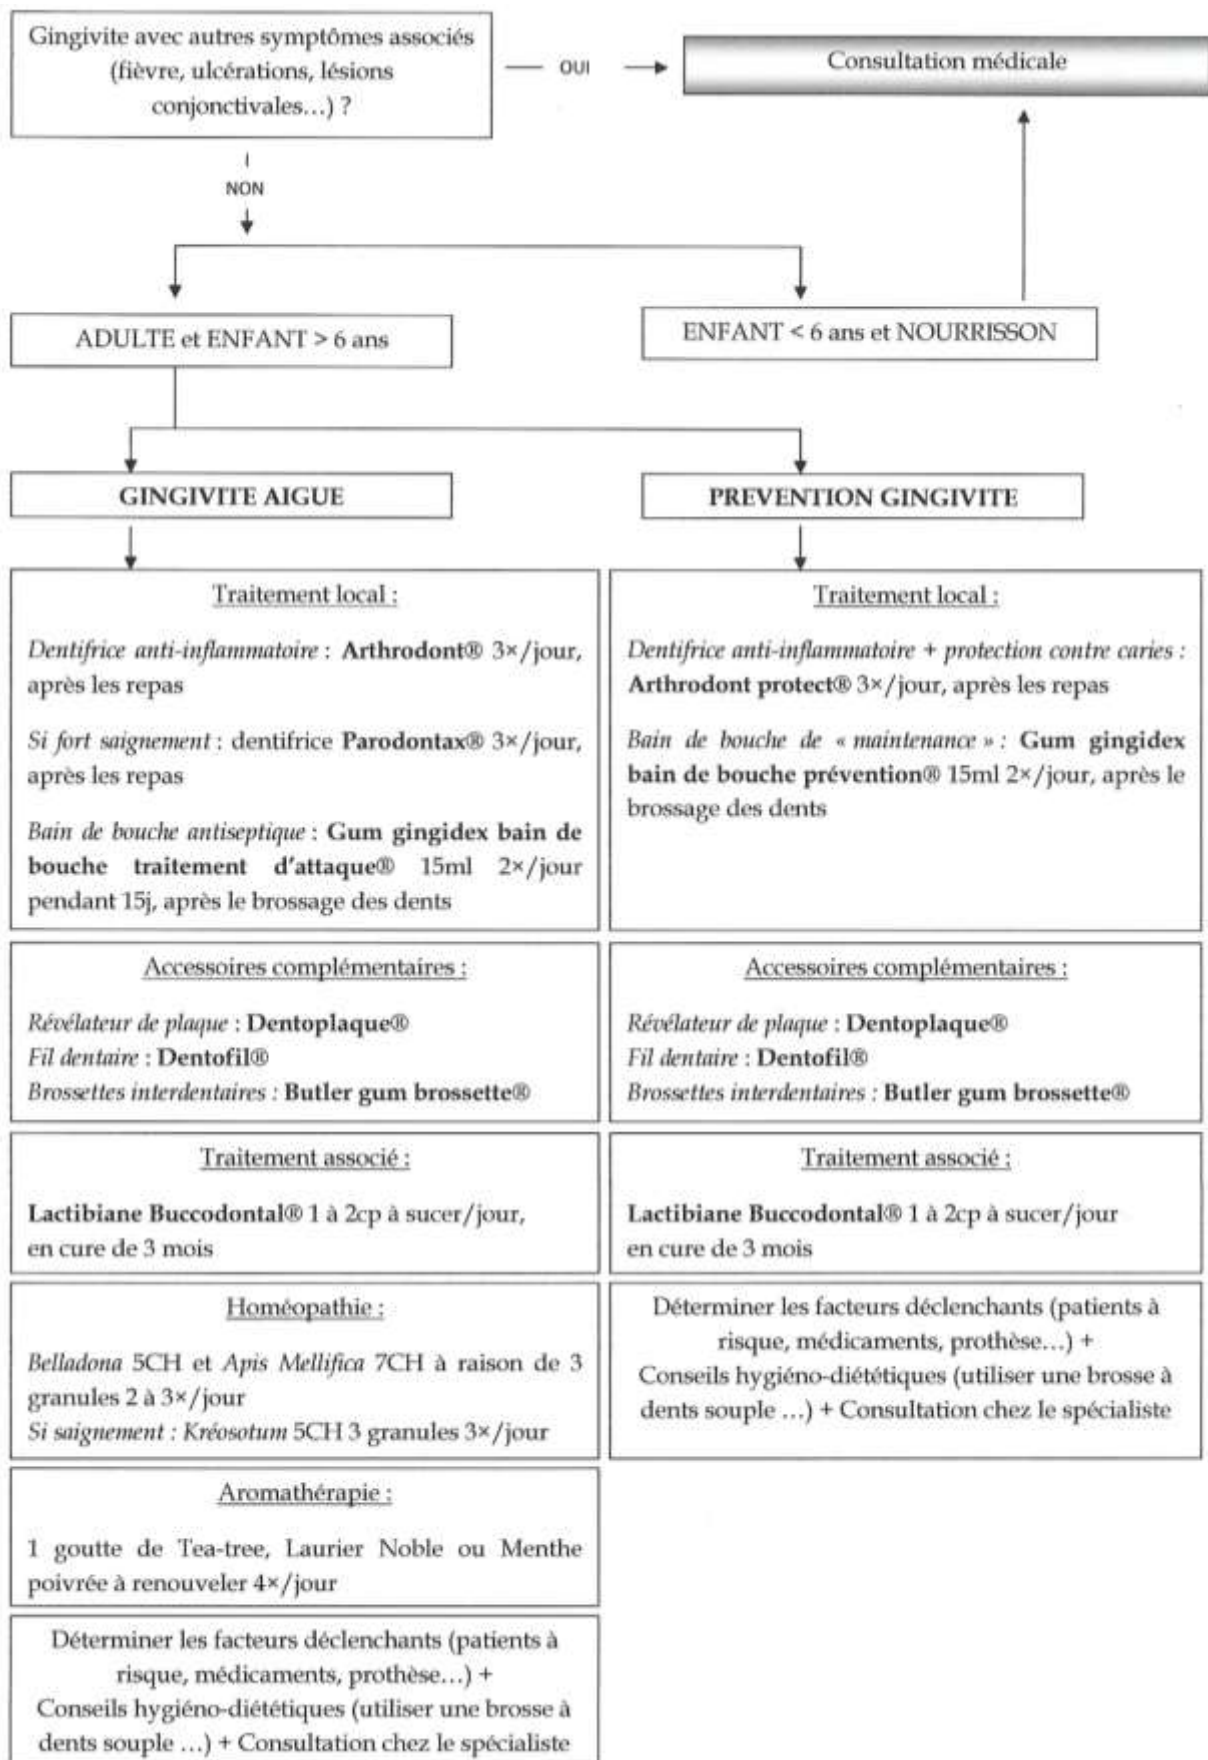 Gingivite avec autres symptômes associés
(fièvre, ulcérations, lésions
conjonctivales…) ?
OUI
Consultation médicale
NON
ADULTE et ENFANT > 6 ans
ENFANT < 6 ans et NOURRISSON
GINGIVITE AIGUE
PREVENTION GINGIVITE
Traitement local :
Dentifrice anti-inflammatoire : Arthrodont® 3×/jour,
après les repas
Si fort saignement : dentifrice Parodontax® 3×/jour,
après les repas
Bain de bouche antiseptique : Gum gingidex bain de
bouche traitement d'attaque® 15ml 2×/jour
pendant 15j, après le brossage des dents
Traitement local :
Dentifrice anti-inflammatoire + protection contre caries :
Arthrodont protect® 3×/jour, après les repas
Bain de bouche de « maintenance » : Gum gingidex
bain de bouche prévention® 15ml 2×/jour, après le
brossage des dents
Accessoires complémentaires :
Révélateur de plaque : Dentoplaque®
Fil dentaire : Dentofil®
Brossettes interdentaires : Butler gum brossette®
Accessoires complémentaires :
Révélateur de plaque : Dentoplaque®
Fil dentaire : Dentofil®
Brossettes interdentaires : Butler gum brossette®
Traitement associé :
Lactibiane Buccodontal® 1 à 2cp à sucer/jour,
en cure de 3 mois
Traitement associé :
Lactibiane Buccodontal® 1 à 2cp à sucer/jour
en cure de 3 mois
Homéopathie :
Belladona 5CH et Apis Mellifica 7CH à raison de 3
granules 2 à 3×/jour
Si saignement : Kréosotum 5CH 3 granules 3×/jour
Déterminer les facteurs déclenchants (patients à
risque, médicaments, prothèse…) +
Conseils hygiéno-diététiques (utiliser une brosse à
dents souple …) + Consultation chez le spécialiste
Aromathérapie :
1 goutte de Tea-tree, Laurier Noble ou Menthe
poivrée à renouveler 4×/jour
Déterminer les facteurs déclenchants (patients à
risque, médicaments, prothèse…) +
Conseils hygiéno-diététiques (utiliser une brosse à
dents souple …) + Consultation chez le spécialiste